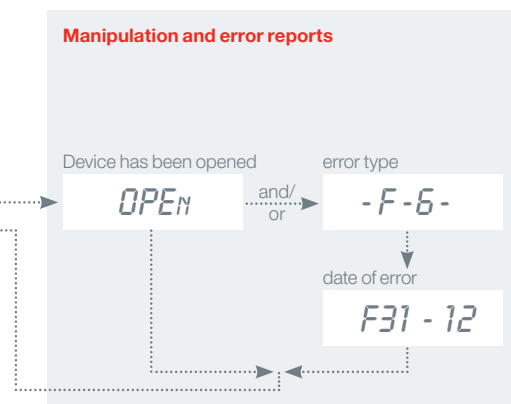 Manipulation and error reports
Device has been opened
OPEn
and/
or
error type
-F-6-
date of error
F31 - 12